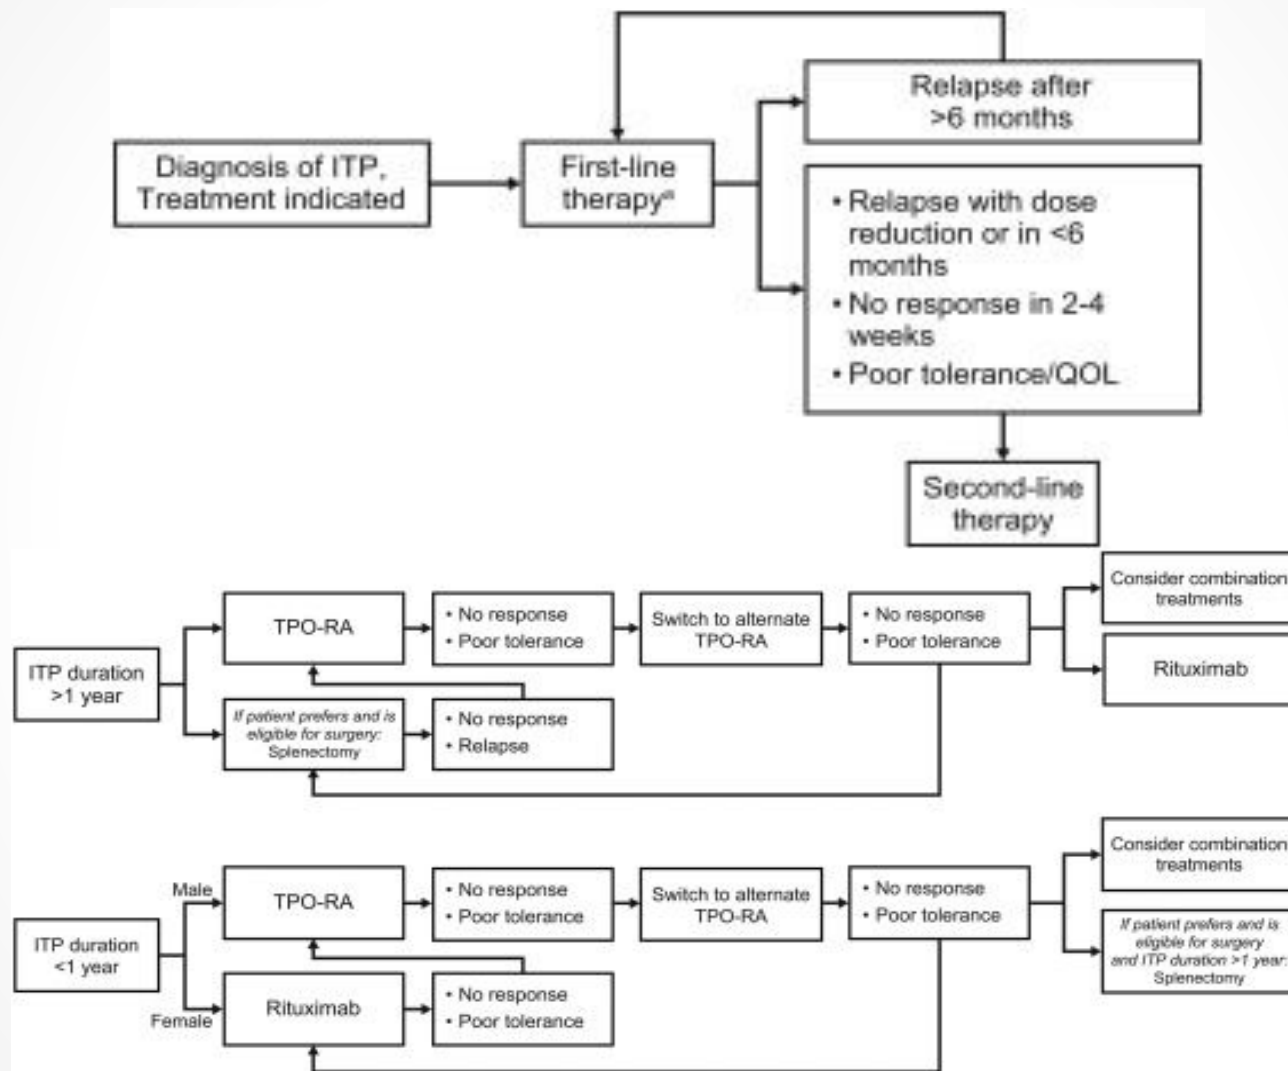 Relapse after
>6 months
Diagnosis of ITP,
Treatment indicated
First-line
therapyᵃ
• Relapse with dose
reduction or in <6
months
• No response in 2-4
weeks
• Poor tolerance/QOL
Second-line
therapy
ITP duration
>1 year
TPO-RA
• No response
• Poor tolerance
Switch to alternate
TPO-RA
• No response
• Poor tolerance
Consider combination
treatments
Rituximab
If patient prefers and is
eligible for surgery:
Splenectomy
• No response
• Relapse
ITP duration
<1 year
Male
TPO-RA
• No response
• Poor tolerance
Switch to alternate
TPO-RA
• No response
• Poor tolerance
Consider combination
treatments
If patient prefers and is
eligible for surgery
and ITP duration >1 year:
Splenectomy
Female
Rituximab
• No response
• Poor tolerance